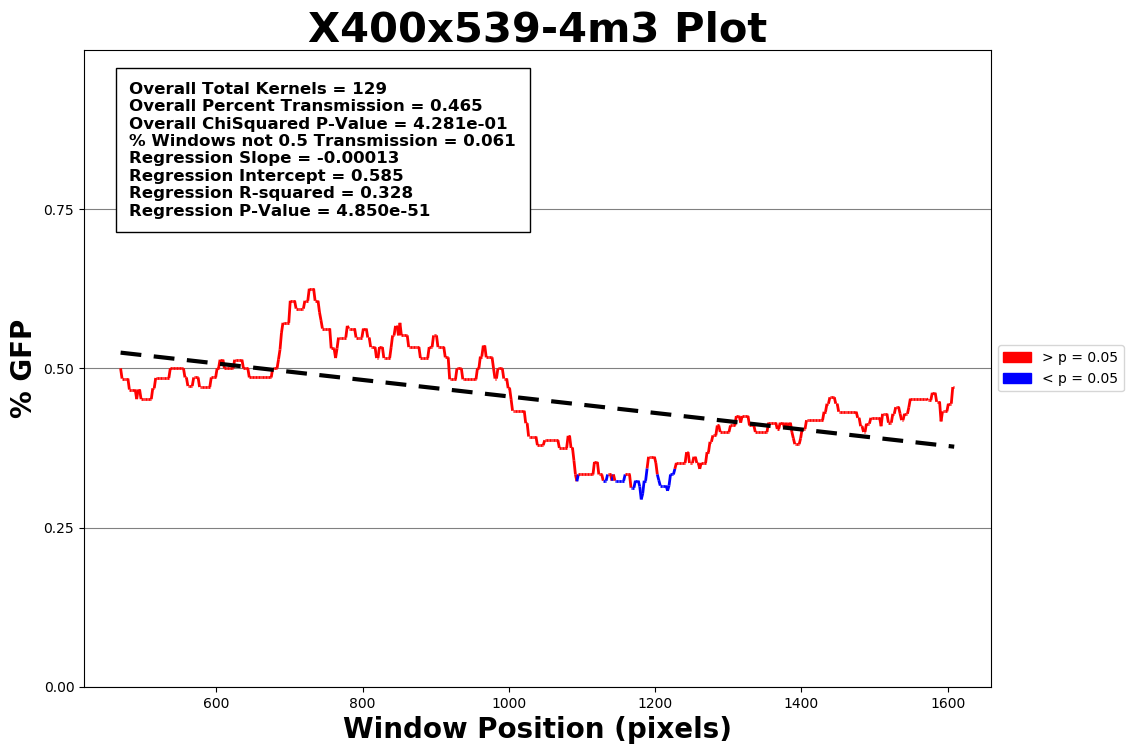 X400x539-4m3 Plot
Overall Total Kernels = 129
Overall Percent Transmission = 0.465
Overall ChiSquared P-Value = 4.281e-01
% Windows not 0.5 Transmission = 0.061
Regression Slope = -0.00013
Regression Intercept = 0.585
Regression R-squared = 0.328
Regression P-Value = 4.850e-51
0.75
0.50
0.25
0.00
% GFP
> p = 0.05
< p = 0.05
600 800 1000 1200 1400 1600
Window Position (pixels)